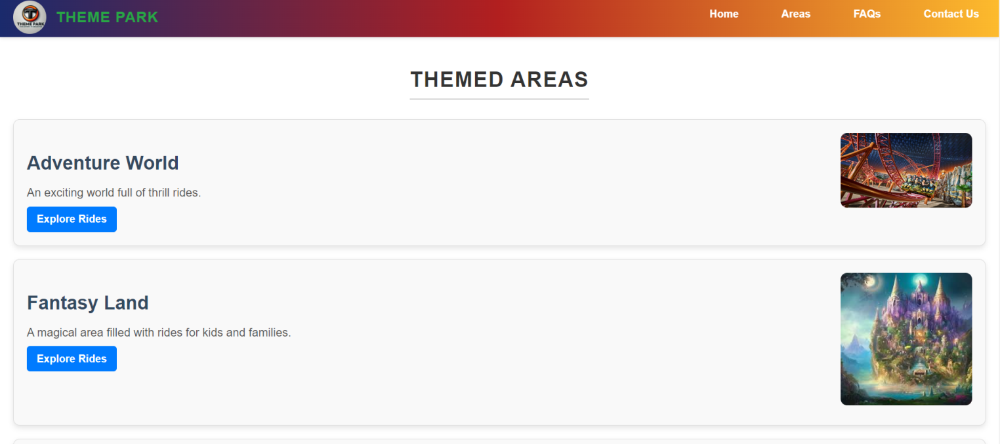 THEME PARK
THEME PARK
Home
Areas
FAQs
Contact Us
THEMED AREAS
Adventure World
An exciting world full of thrill rides.
Explore Rides
Fantasy Land
A magical area filled with rides for kids and families.
Explore Rides